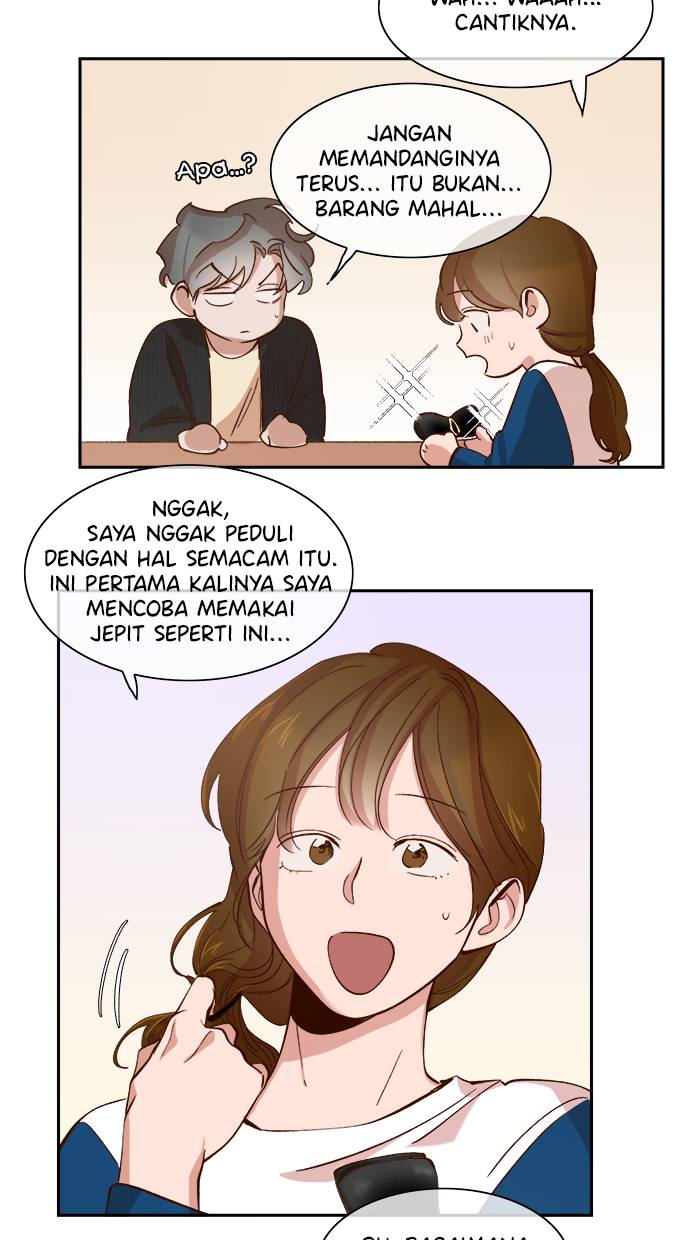 CANTIKNYA.
JANGAN
MEMANDANGINYA
TERUS... ITU BUKAN...
BARANG MAHAL...
Apa...?
NGGAK,
SAYA NGGAK PEDULI
DENGAN HAL SEMACAM ITU.
INI PERTAMA KALINYA SAYA
MENCOBA MEMAKAI
JEPIT SEPERTI INI...
BAGAIMANA